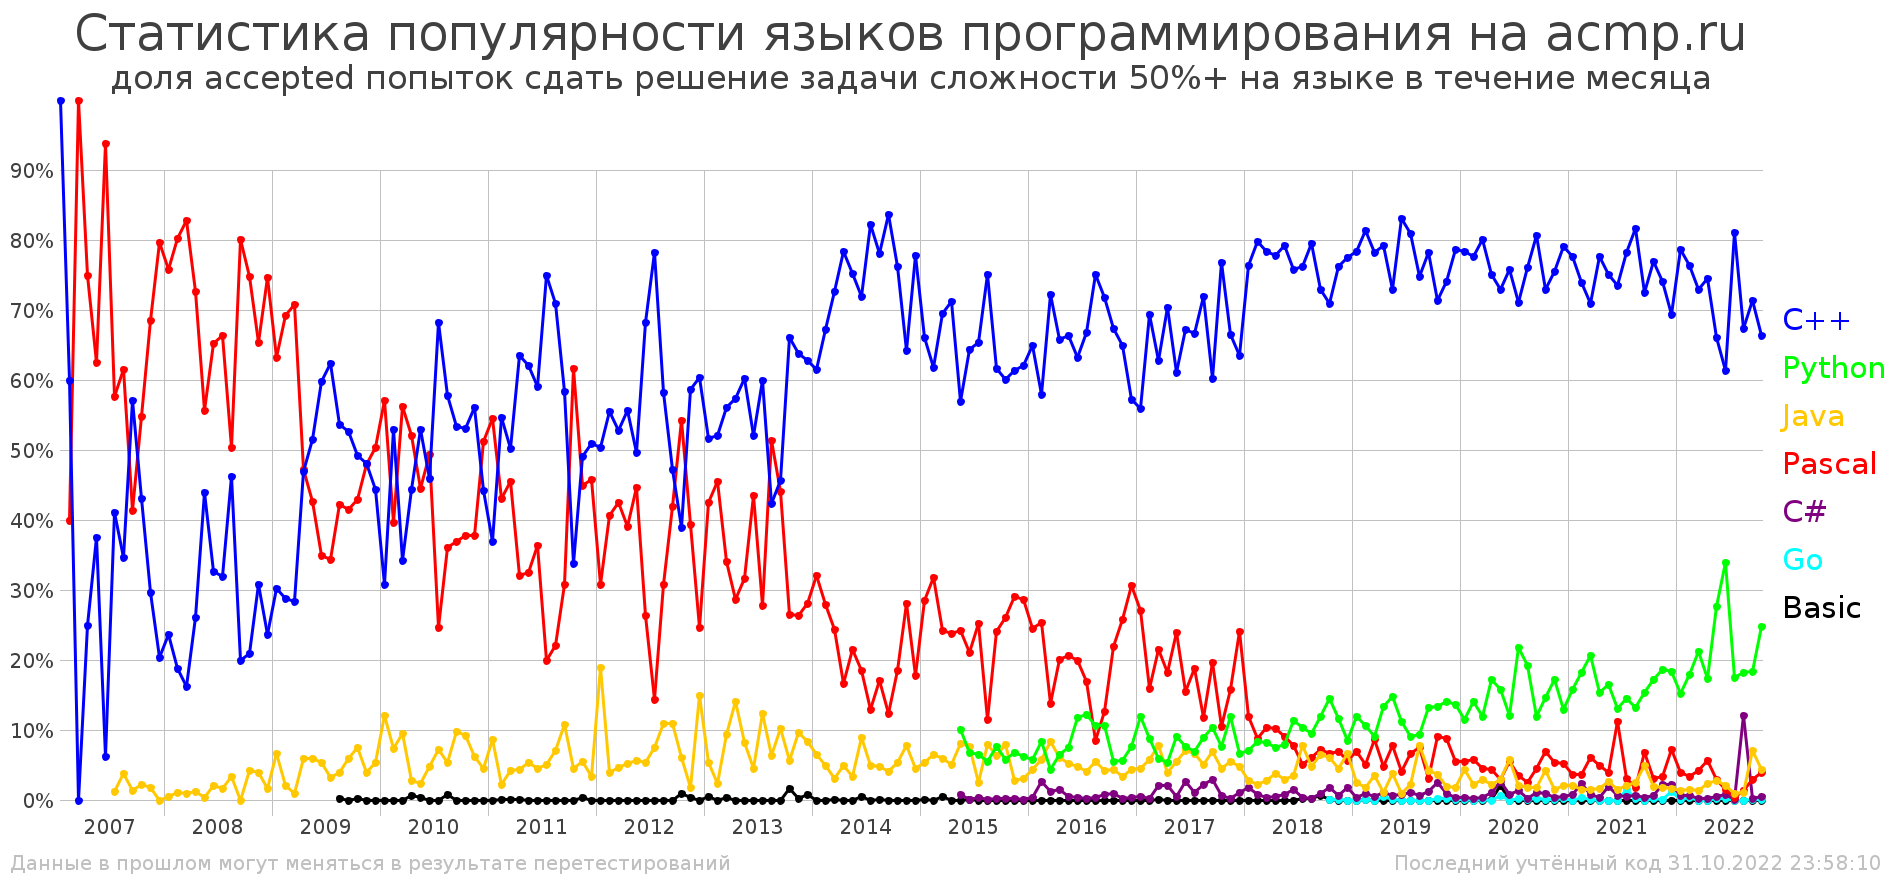 Статистика популярности языков программирования на acmp.ru
доля accepted попыток сдать решение задачи сложности 50%+ на языке в течение месяца
90%
80%
70%
60%
50%
40%
30%
20%
10%
0%
C++
Python
Java
Pascal
C#
Go
Basic
2007 2008 2009 2010 2011 2012 2013 2014 2015 2016 2017 2018 2019 2020 2021 2022
Данные в прошлом могут меняться в результате перетестирований
Последний учтённый код 31.10.2022 23:58:10